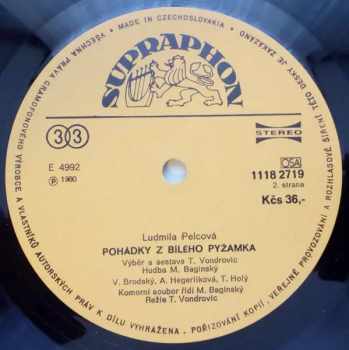 VŠECHNA PRÁVA GRAMOFONOVÉHO VÝROBCE A VLASTNÍKŮ AUTORSKÝCH PRÁV K DÍLU VYHRAŽENA. • POŘIZOVÁNÍ KOPIÍ, VEŘEJNÉ PROVOZOVÁNÍ A ROZHLASOVÉ ŠÍŘENÍ TÉTO DESKY JE ZAKÁZÁNO
• MADE IN CZECHOSLOVAKIA •
SUPRAPHON
33
STEREO
E 4992
℗ 1980
OSA
1118 2719
2. strana
Kčs 36,-
Ludmila Pelcová
POHÁDKY Z BÍLÉHO PYŽAMKA
Výběr a sestava T. Vondrovic
Hudba M. Baginský
V. Brodský, A. Hegerlíková, T. Holý
Komorní soubor řídí M. Baginský
Režie T. Vondrovic